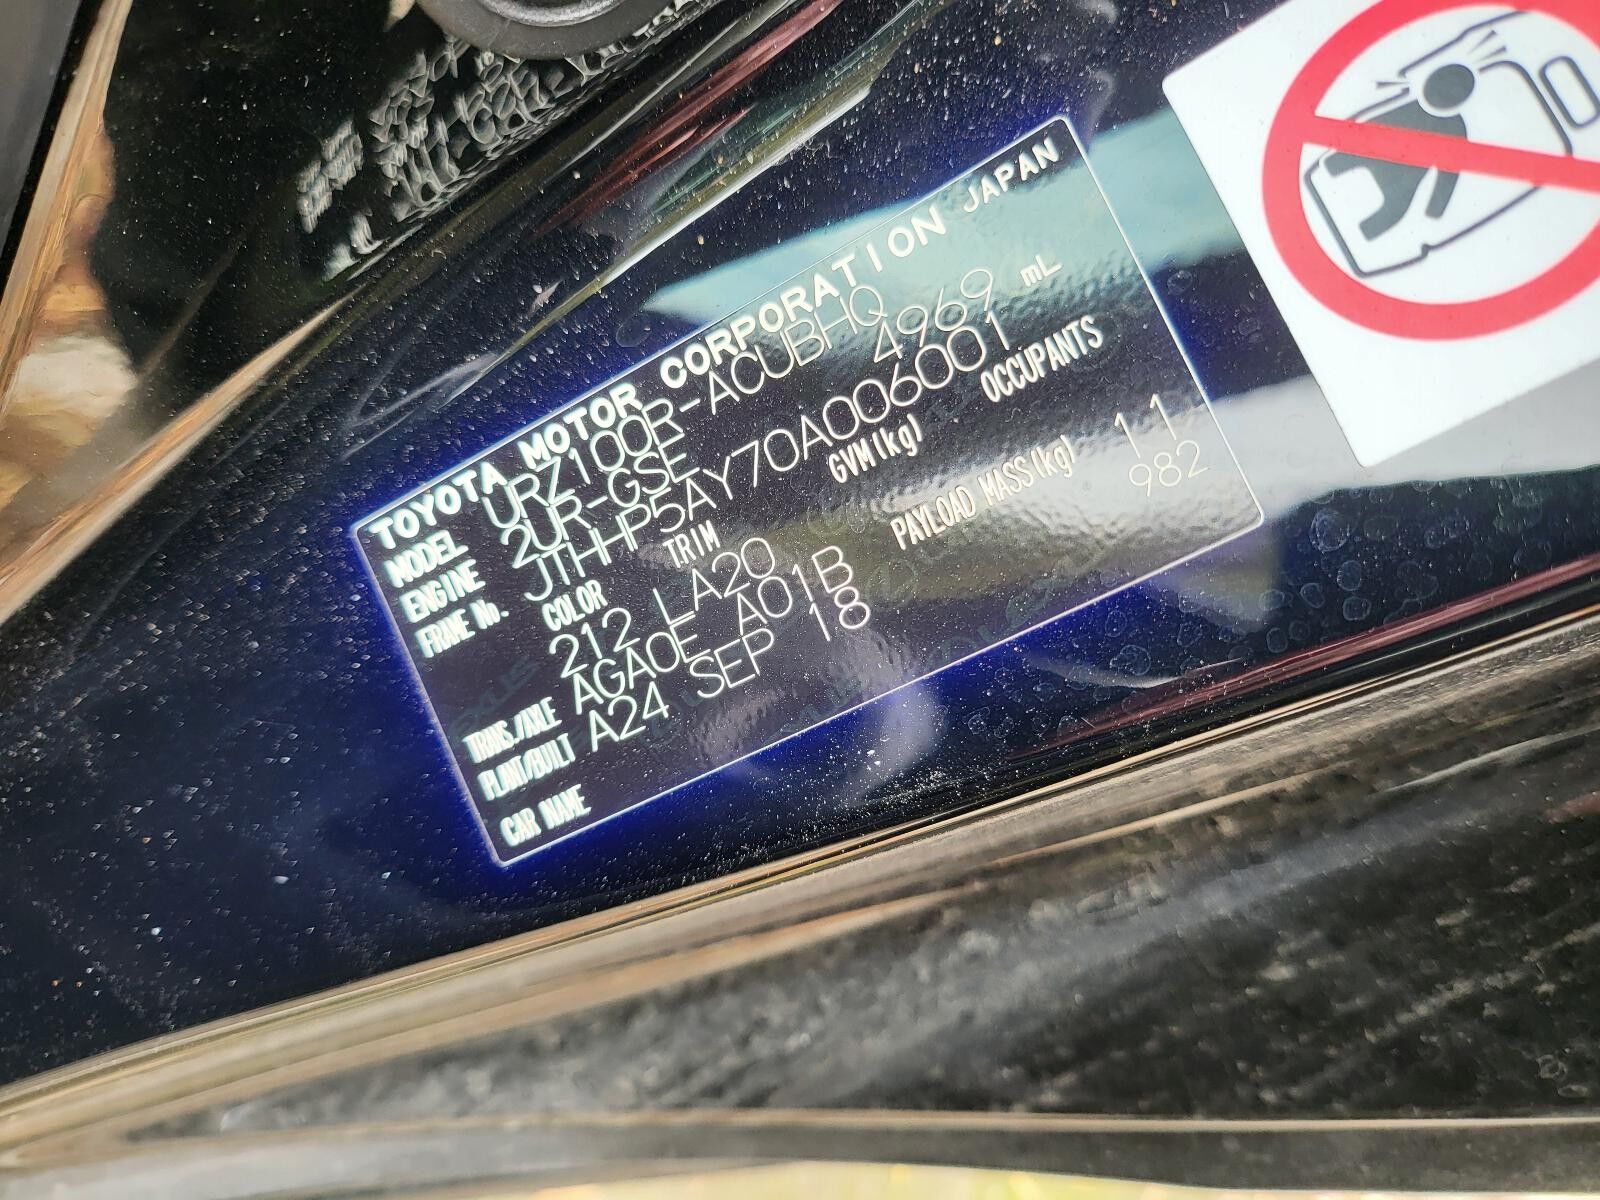 TOYOTA MOTOR CORPORATION JAPAN
MODEL URZ100R-ACUBHQ
ENGINE 2UR-GSE 4969 mL
FRAME No. JTHHP5AY70A006001
COLOR TRIM GVM(kg) OCCUPANTS
212 LA20
TRANS./AXLE AGA0E A01B PAYLOAD MASS(kg) 11
PLANT/BUILT A24 SEP 18 982
CAR NAME